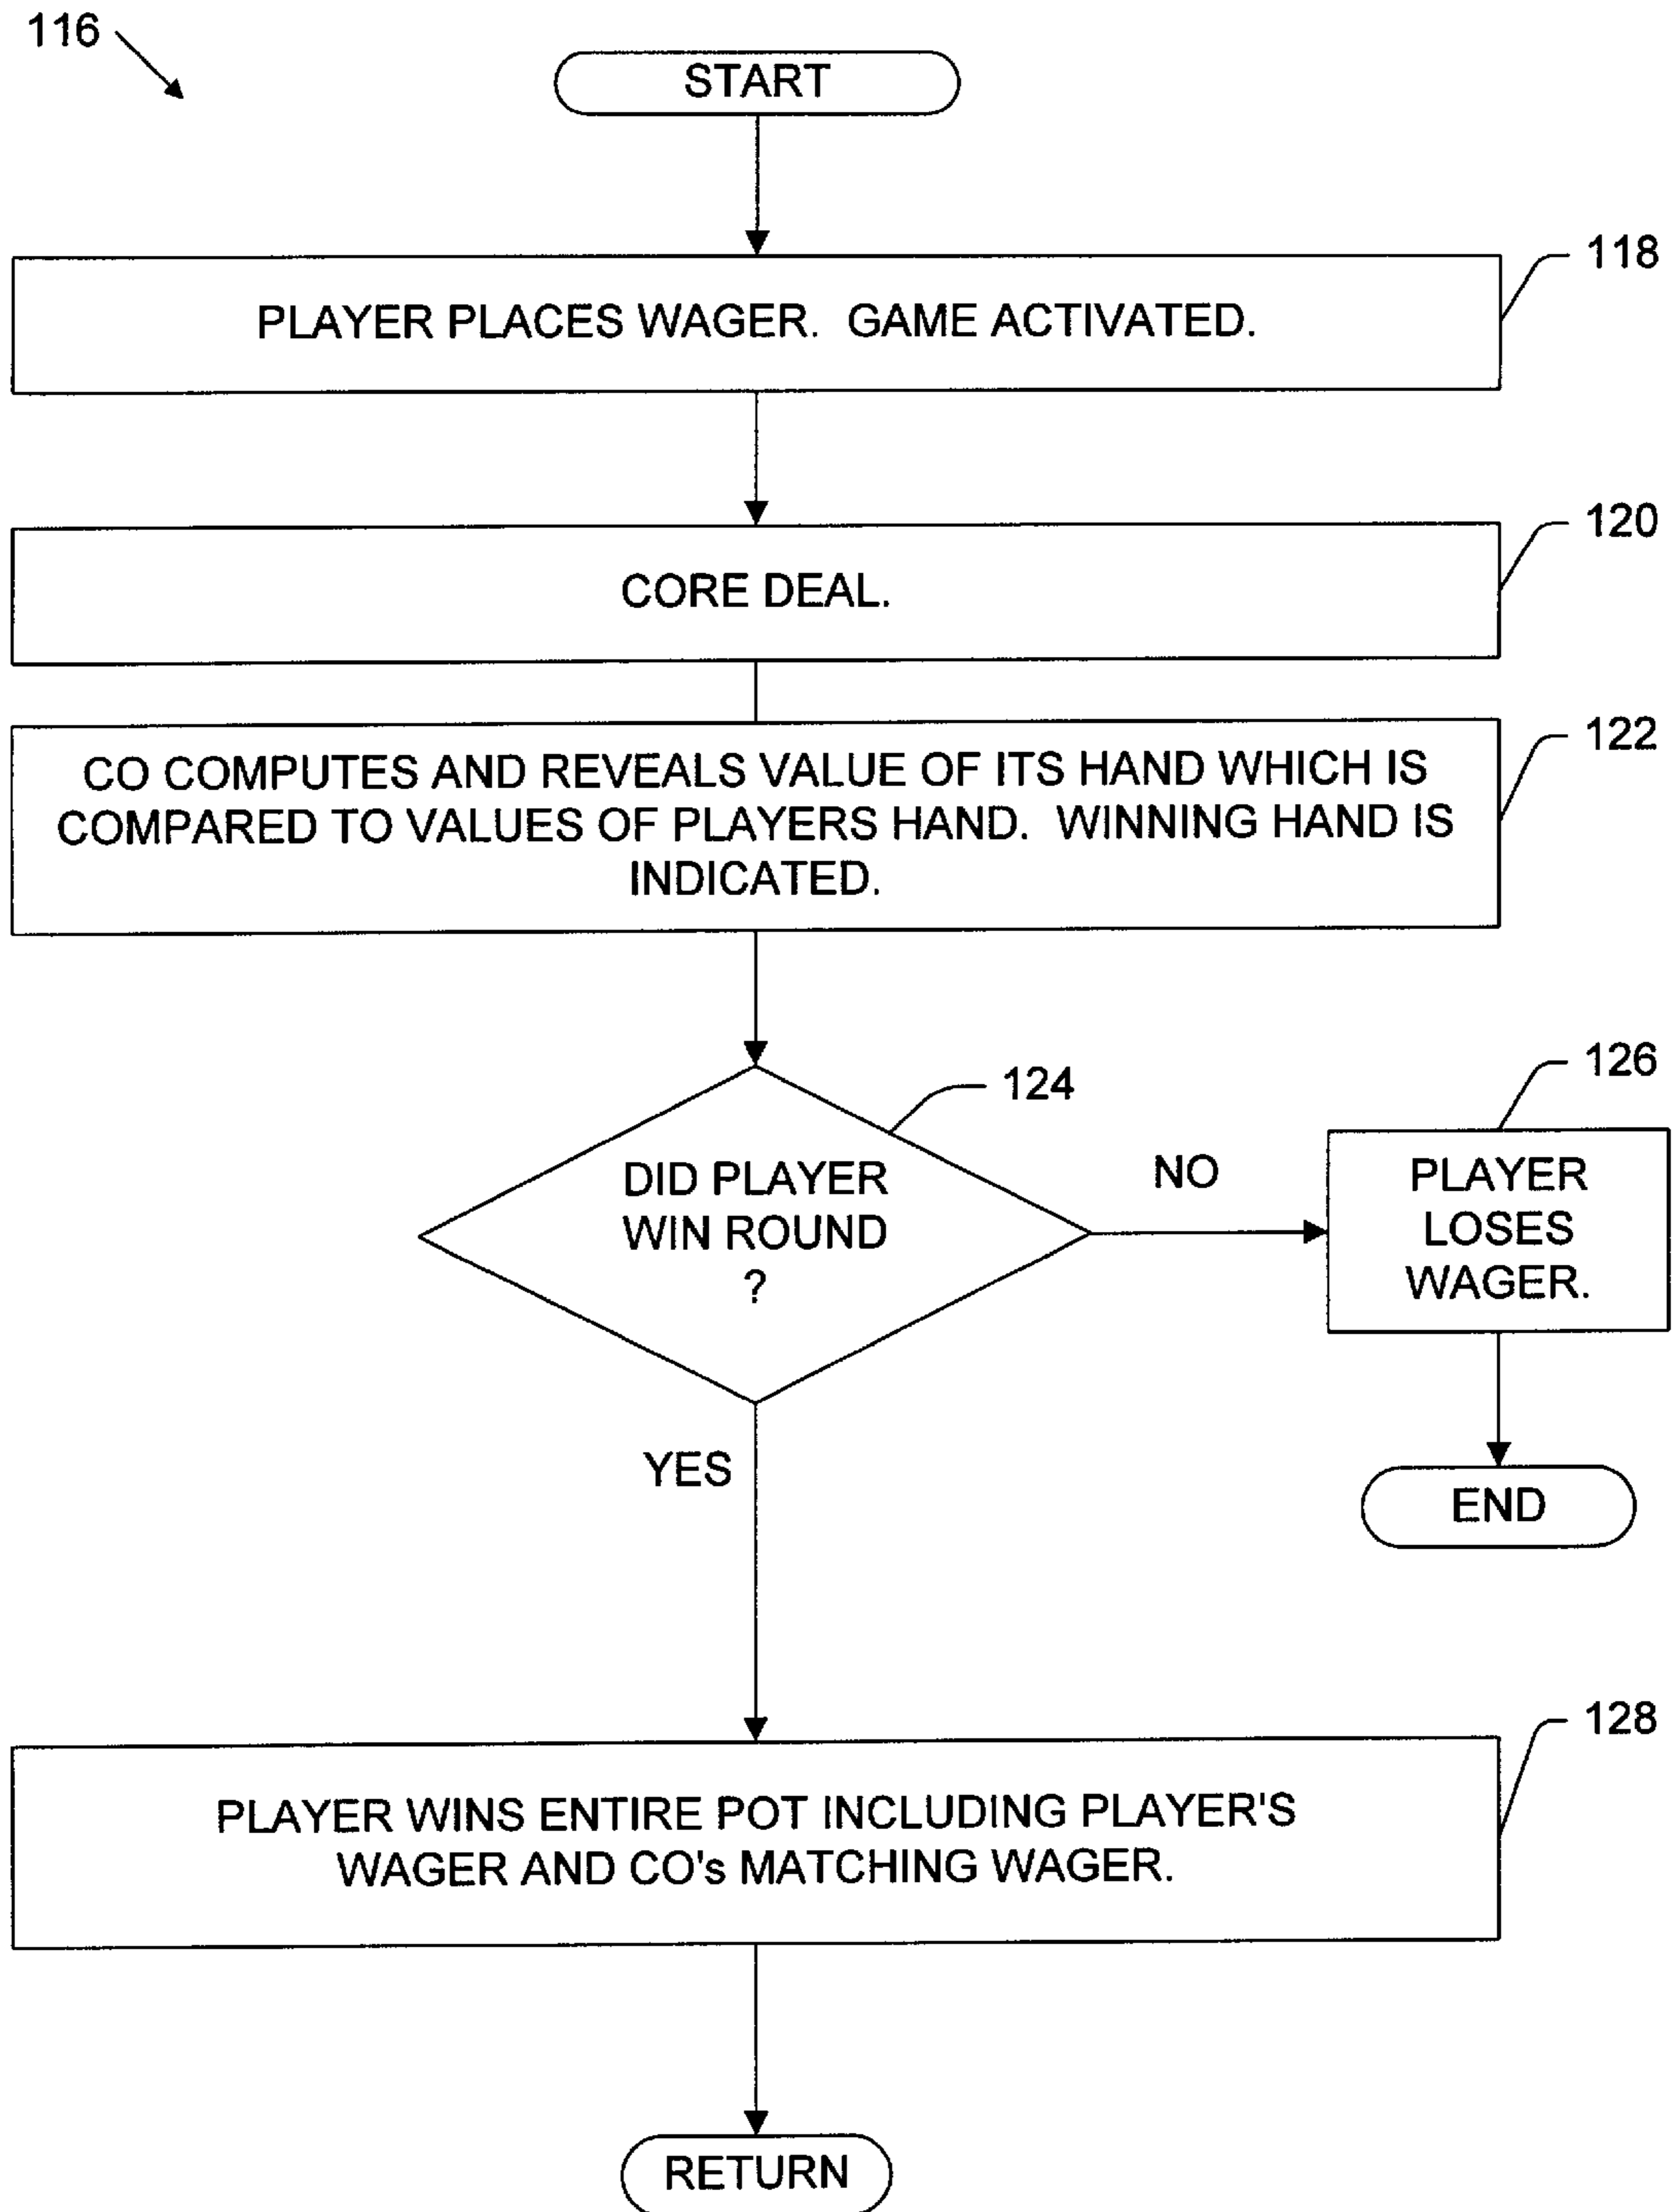 116
START
118
PLAYER PLACES WAGER. GAME ACTIVATED.
120
CORE DEAL.
122
CO COMPUTES AND REVEALS VALUE OF ITS HAND WHICH IS
COMPARED TO VALUES OF PLAYERS HAND. WINNING HAND IS
INDICATED.
124
DID PLAYER
WIN ROUND
?
NO
126
PLAYER
LOSES
WAGER.
END
YES
128
PLAYER WINS ENTIRE POT INCLUDING PLAYER'S
WAGER AND CO's MATCHING WAGER.
RETURN